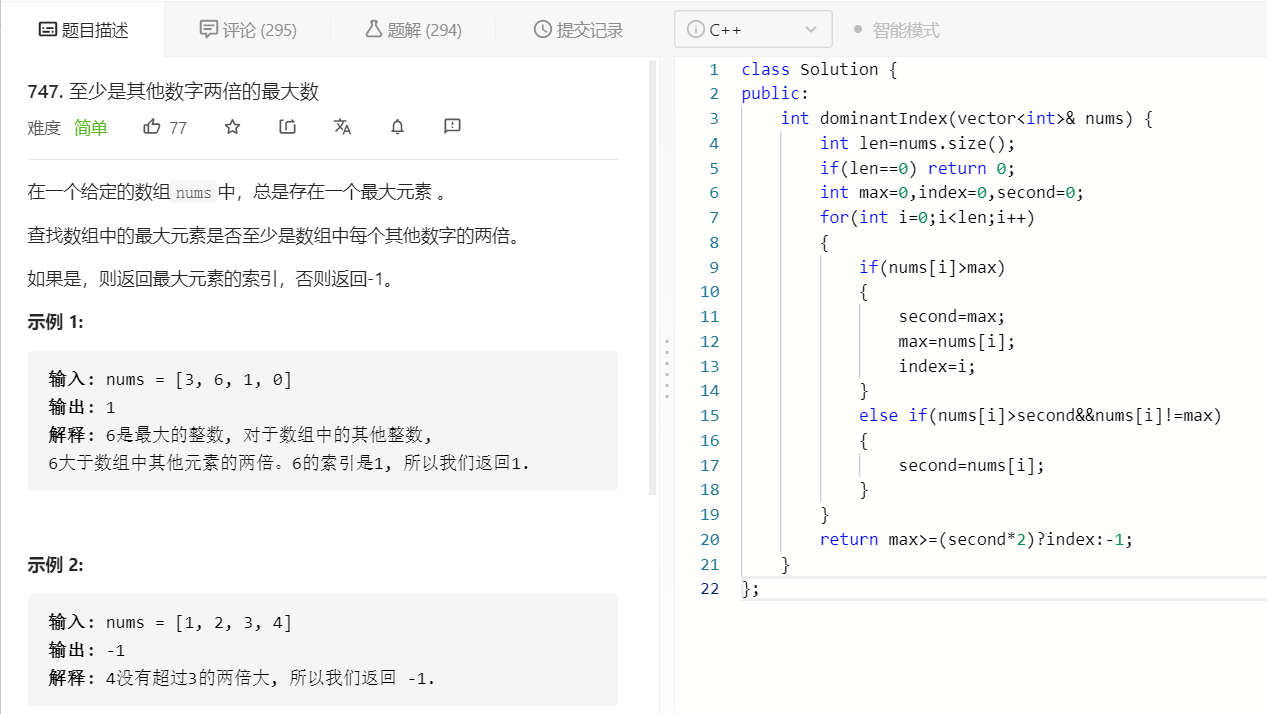 题目描述
评论 (295)
题解 (294)
提交记录
C++
智能模式
747. 至少是其他数字两倍的最大数
难度 简单 77
在一个给定的数组nums中，总是存在一个最大元素 。
查找数组中的最大元素是否至少是数组中每个其他数字的两倍。
如果是，则返回最大元素的索引，否则返回-1。
示例 1:
输入: nums = [3, 6, 1, 0]
输出: 1
解释: 6是最大的整数, 对于数组中的其他整数,
6大于数组中其他元素的两倍。6的索引是1, 所以我们返回1.
示例 2:
输入: nums = [1, 2, 3, 4]
输出: -1
解释: 4没有超过3的两倍大, 所以我们返回 -1.
1 class Solution {
2 public:
3     int dominantIndex(vector<int>& nums) {
4         int len=nums.size();
5         if(len==0) return 0;
6         int max=0,index=0,second=0;
7         for(int i=0;i<len;i++)
8         {
9             if(nums[i]>max)
10             {
11                 second=max;
12                 max=nums[i];
13                 index=i;
14             }
15             else if(nums[i]>second&&nums[i]!=max)
16             {
17                 second=nums[i];
18             }
19         }
20         return max>=(second*2)?index:-1;
21     }
22 };